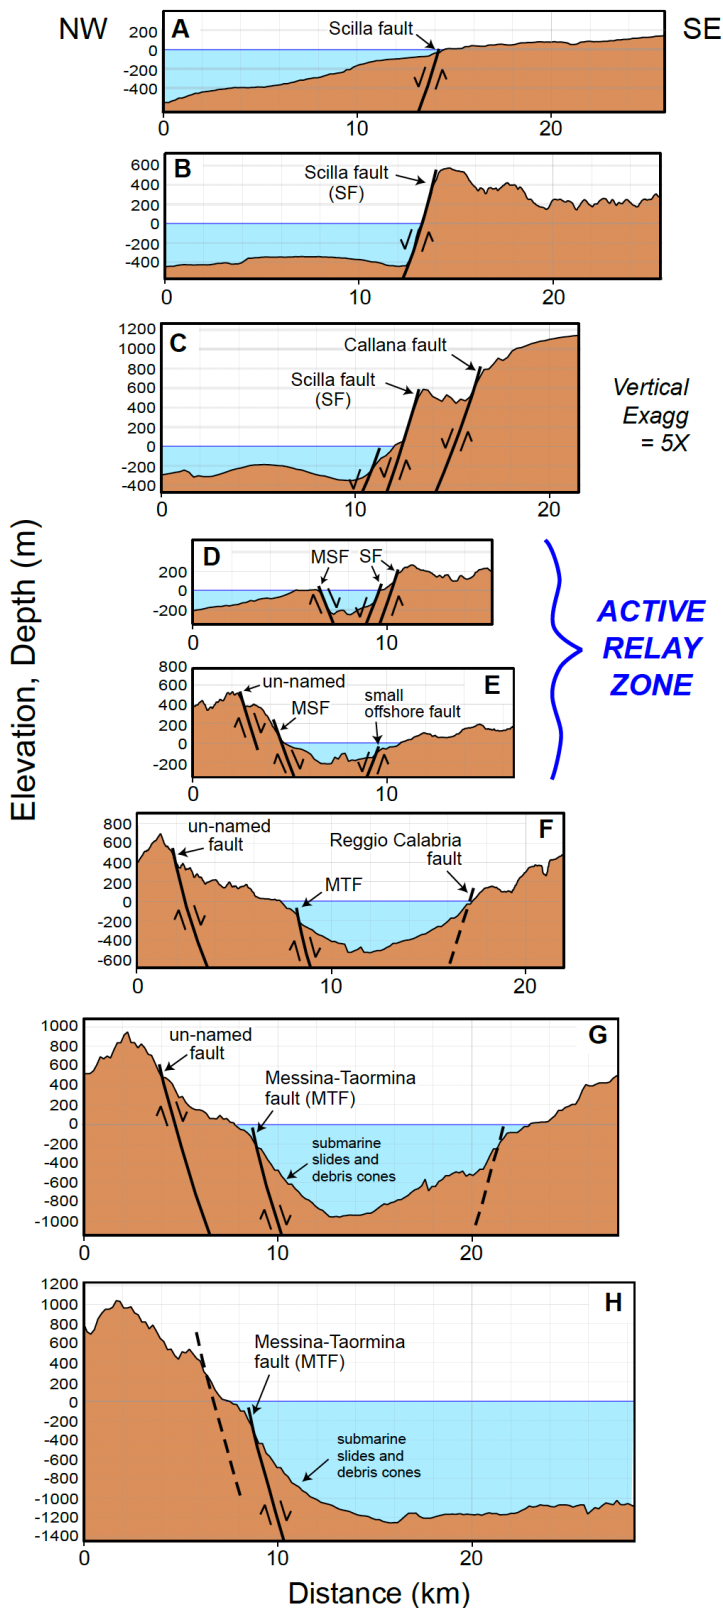 NW
SE
A
Scilla fault
200
0
-200
-400
0
10
20
B
Scilla fault
(SF)
600
400
200
0
-200
-400
0
10
20
C
Callana fault
Scilla fault
(SF)
1200
1000
800
600
400
200
0
-200
-400
0
10
20
Vertical
Exagg
= 5X
Elevation, Depth (m)
D
MSF
SF
200
0
-200
0
10
ACTIVE
RELAY
ZONE
E
un-named
MSF
small
offshore fault
800
600
400
200
0
-200
0
10
F
un-named
fault
Reggio Calabria
fault
MTF
800
600
400
200
0
-200
-400
-600
0
10
20
G
un-named
fault
Messina-Taormina
fault (MTF)
submarine
slides and
debris cones
1000
800
600
400
200
0
-200
-400
-600
-800
-1000
0
10
20
H
Messina-Taormina
fault (MTF)
submarine
slides and
debris cones
1200
1000
800
600
400
200
0
-200
-400
-600
-800
-1000
-1200
-1400
0
10
20
Distance (km)